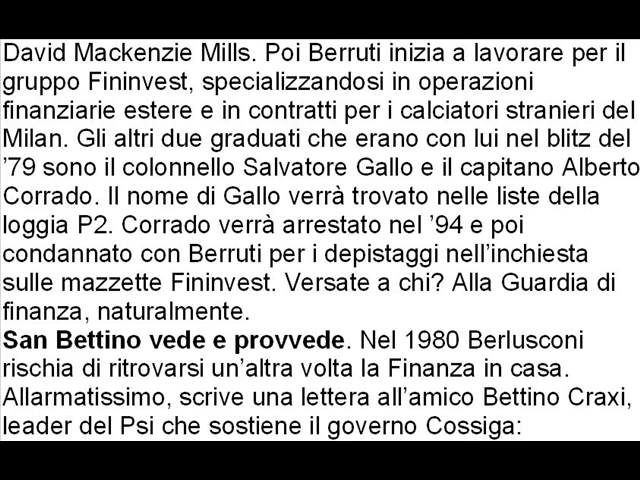 David Mackenzie Mills. Poi Berruti inizia a lavorare per il
gruppo Fininvest, specializzandosi in operazioni
finanziarie estere e in contratti per i calciatori stranieri del
Milan. Gli altri due graduati che erano con lui nel blitz del
’79 sono il colonnello Salvatore Gallo e il capitano Alberto
Corrado. Il nome di Gallo verrà trovato nelle liste della
loggia P2. Corrado verrà arrestato nel ’94 e poi
condannato con Berruti per i depistaggi nell’inchiesta
sulle mazzette Fininvest. Versate a chi? Alla Guardia di
finanza, naturalmente.
San Bettino vede e provvede. Nel 1980 Berlusconi
rischia di ritrovarsi un’altra volta la Finanza in casa.
Allarmatissimo, scrive una lettera all’amico Bettino Craxi,
leader del Psi che sostiene il governo Cossiga: